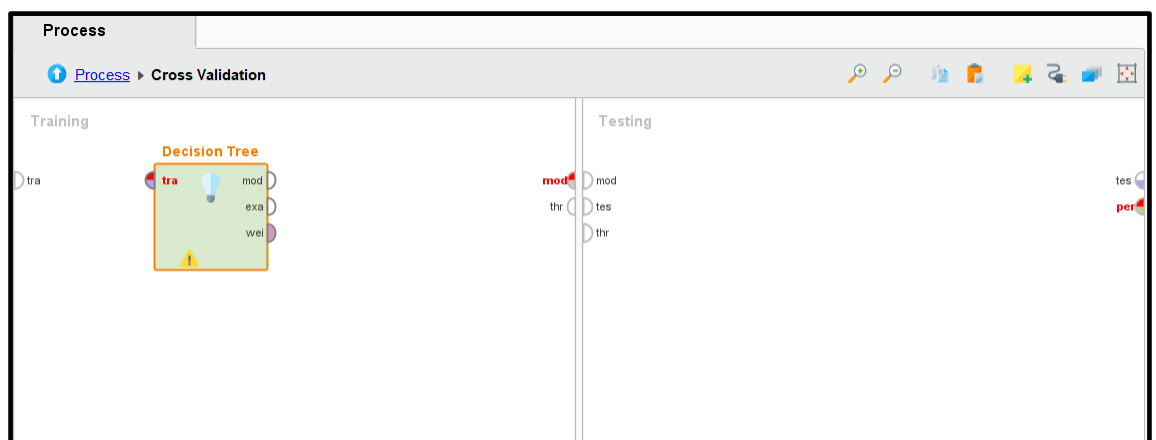 Process
Process ▸ Cross Validation
Training
Testing
Decision Tree
tra
tra
mod
mod
mod
tes
exa
thr
tes
per
wei
thr